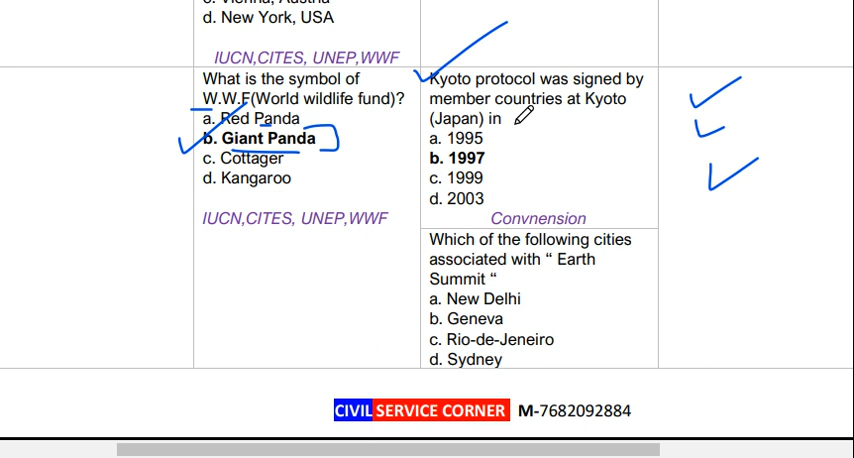 d. New York, USA
IUCN,CITES, UNEP,WWF
What is the symbol of
W.W.F(World wildlife fund)?
a. Red Panda
b. Giant Panda
c. Cottager
d. Kangaroo
IUCN,CITES, UNEP,WWF
Kyoto protocol was signed by
member countries at Kyoto
(Japan) in
a. 1995
b. 1997
c. 1999
d. 2003
Convnension
Which of the following cities
associated with “ Earth
Summit “
a. New Delhi
b. Geneva
c. Rio-de-Jeneiro
d. Sydney
CIVIL SERVICE CORNER M-7682092884